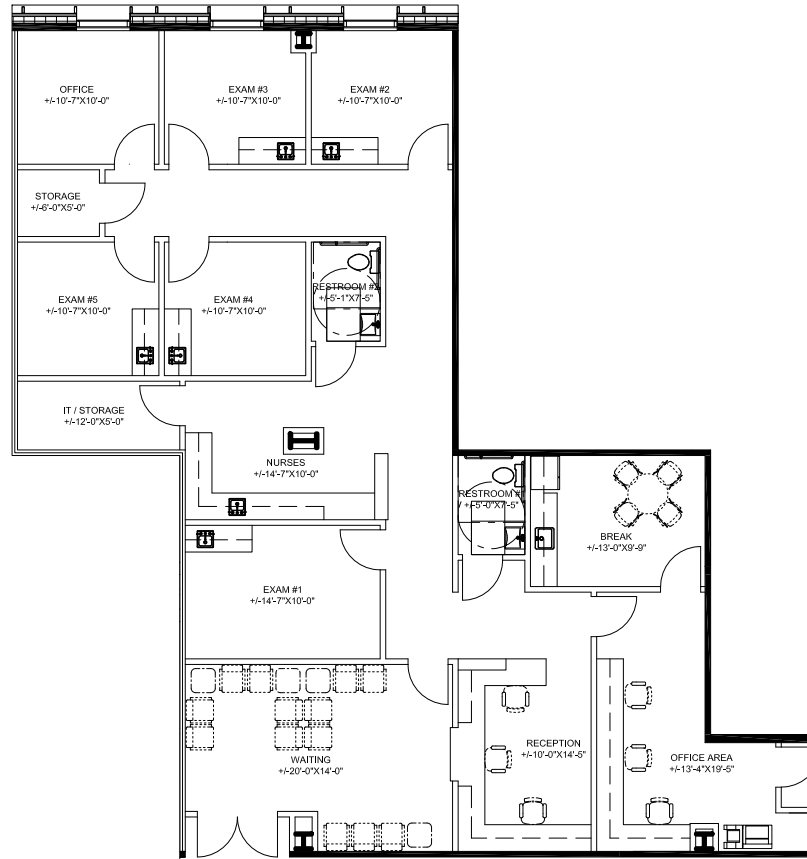 OFFICE
+/-10'-7"X10'-0"
EXAM #3
+/-10'-7"X10'-0"
EXAM #2
+/-10'-7"X10'-0"
STORAGE
+/-6'-0"X5'-0"
EXAM #5
+/-10'-7"X10'-0"
EXAM #4
+/-10'-7"X10'-0"
RESTROOM #2
+/-5'-1"X7'-5"
IT / STORAGE
+/-12'-0"X5'-0"
NURSES
+/-14'-7"X10'-0"
RESTROOM #1
+/-5'-0"X7'-5"
BREAK
+/-13'-0"X9'-9"
EXAM #1
+/-14'-7"X10'-0"
WAITING
+/-20'-0"X14'-0"
RECEPTION
+/-10'-0"X14'-5"
OFFICE AREA
+/-13'-4"X19'-5"